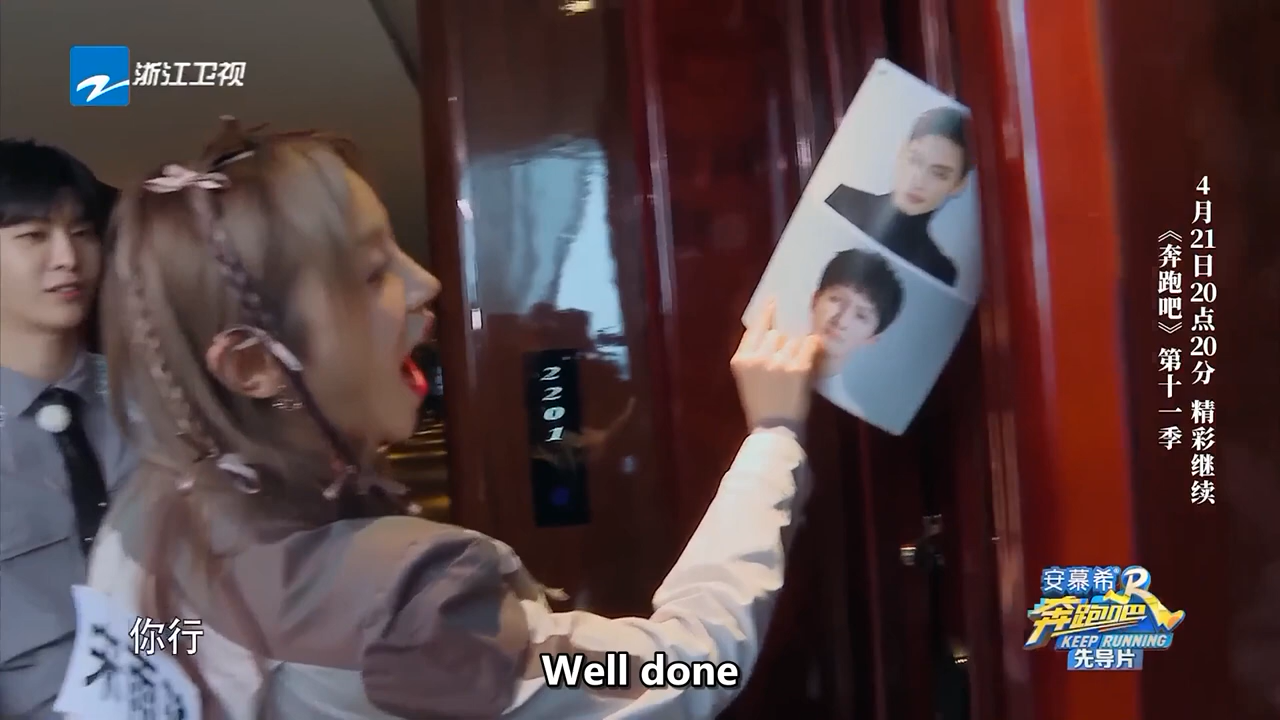 浙江卫视
4月21日20点20分 精彩继续
《奔跑吧》第十一季
2201
安慕希
奔跑吧
KEEP RUNNING
先导片
你行
Well done